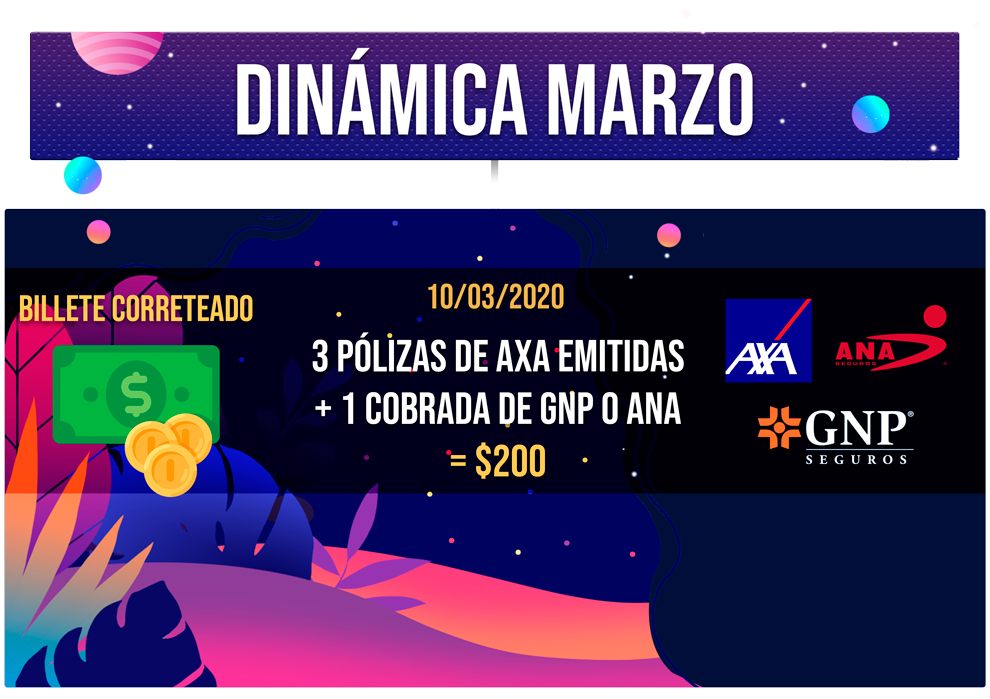 DINÁMICA MARZO
BILLETE CORRETEADO
10/03/2020
3 PÓLIZAS DE AXA EMITIDAS
+ 1 COBRADA DE GNP O ANA
= $200
AXA
ANA
SEGUROS
GNP®
SEGUROS